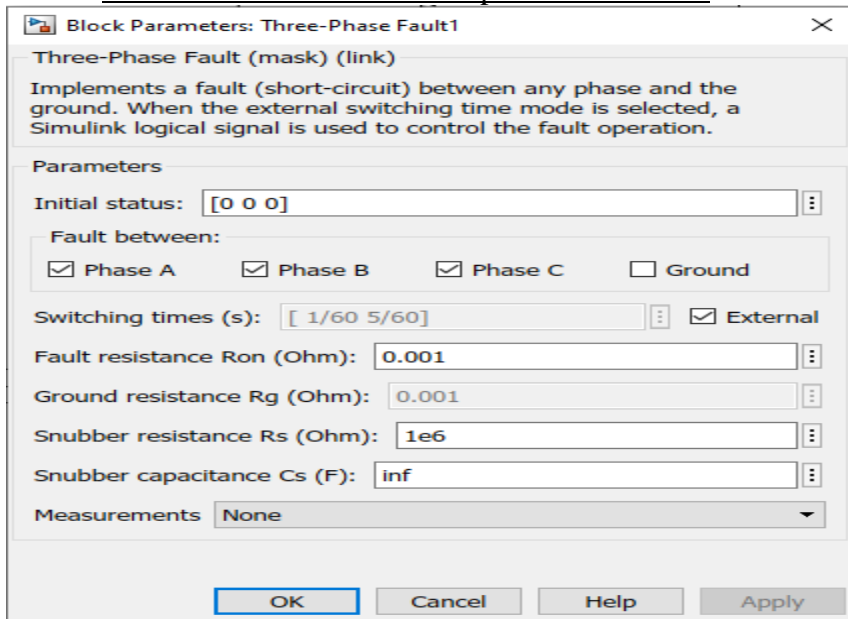 Block Parameters: Three-Phase Fault1
Three-Phase Fault (mask) (link)
Implements a fault (short-circuit) between any phase and the
ground. When the external switching time mode is selected, a
Simulink logical signal is used to control the fault operation.
Parameters
Initial status: [0 0 0]
Fault between:
Phase A Phase B Phase C Ground
Switching times (s): [ 1/60 5/60] External
Fault resistance Ron (Ohm): 0.001
Ground resistance Rg (Ohm): 0.001
Snubber resistance Rs (Ohm): 1e6
Snubber capacitance Cs (F): inf
Measurements None
OK Cancel Help Apply